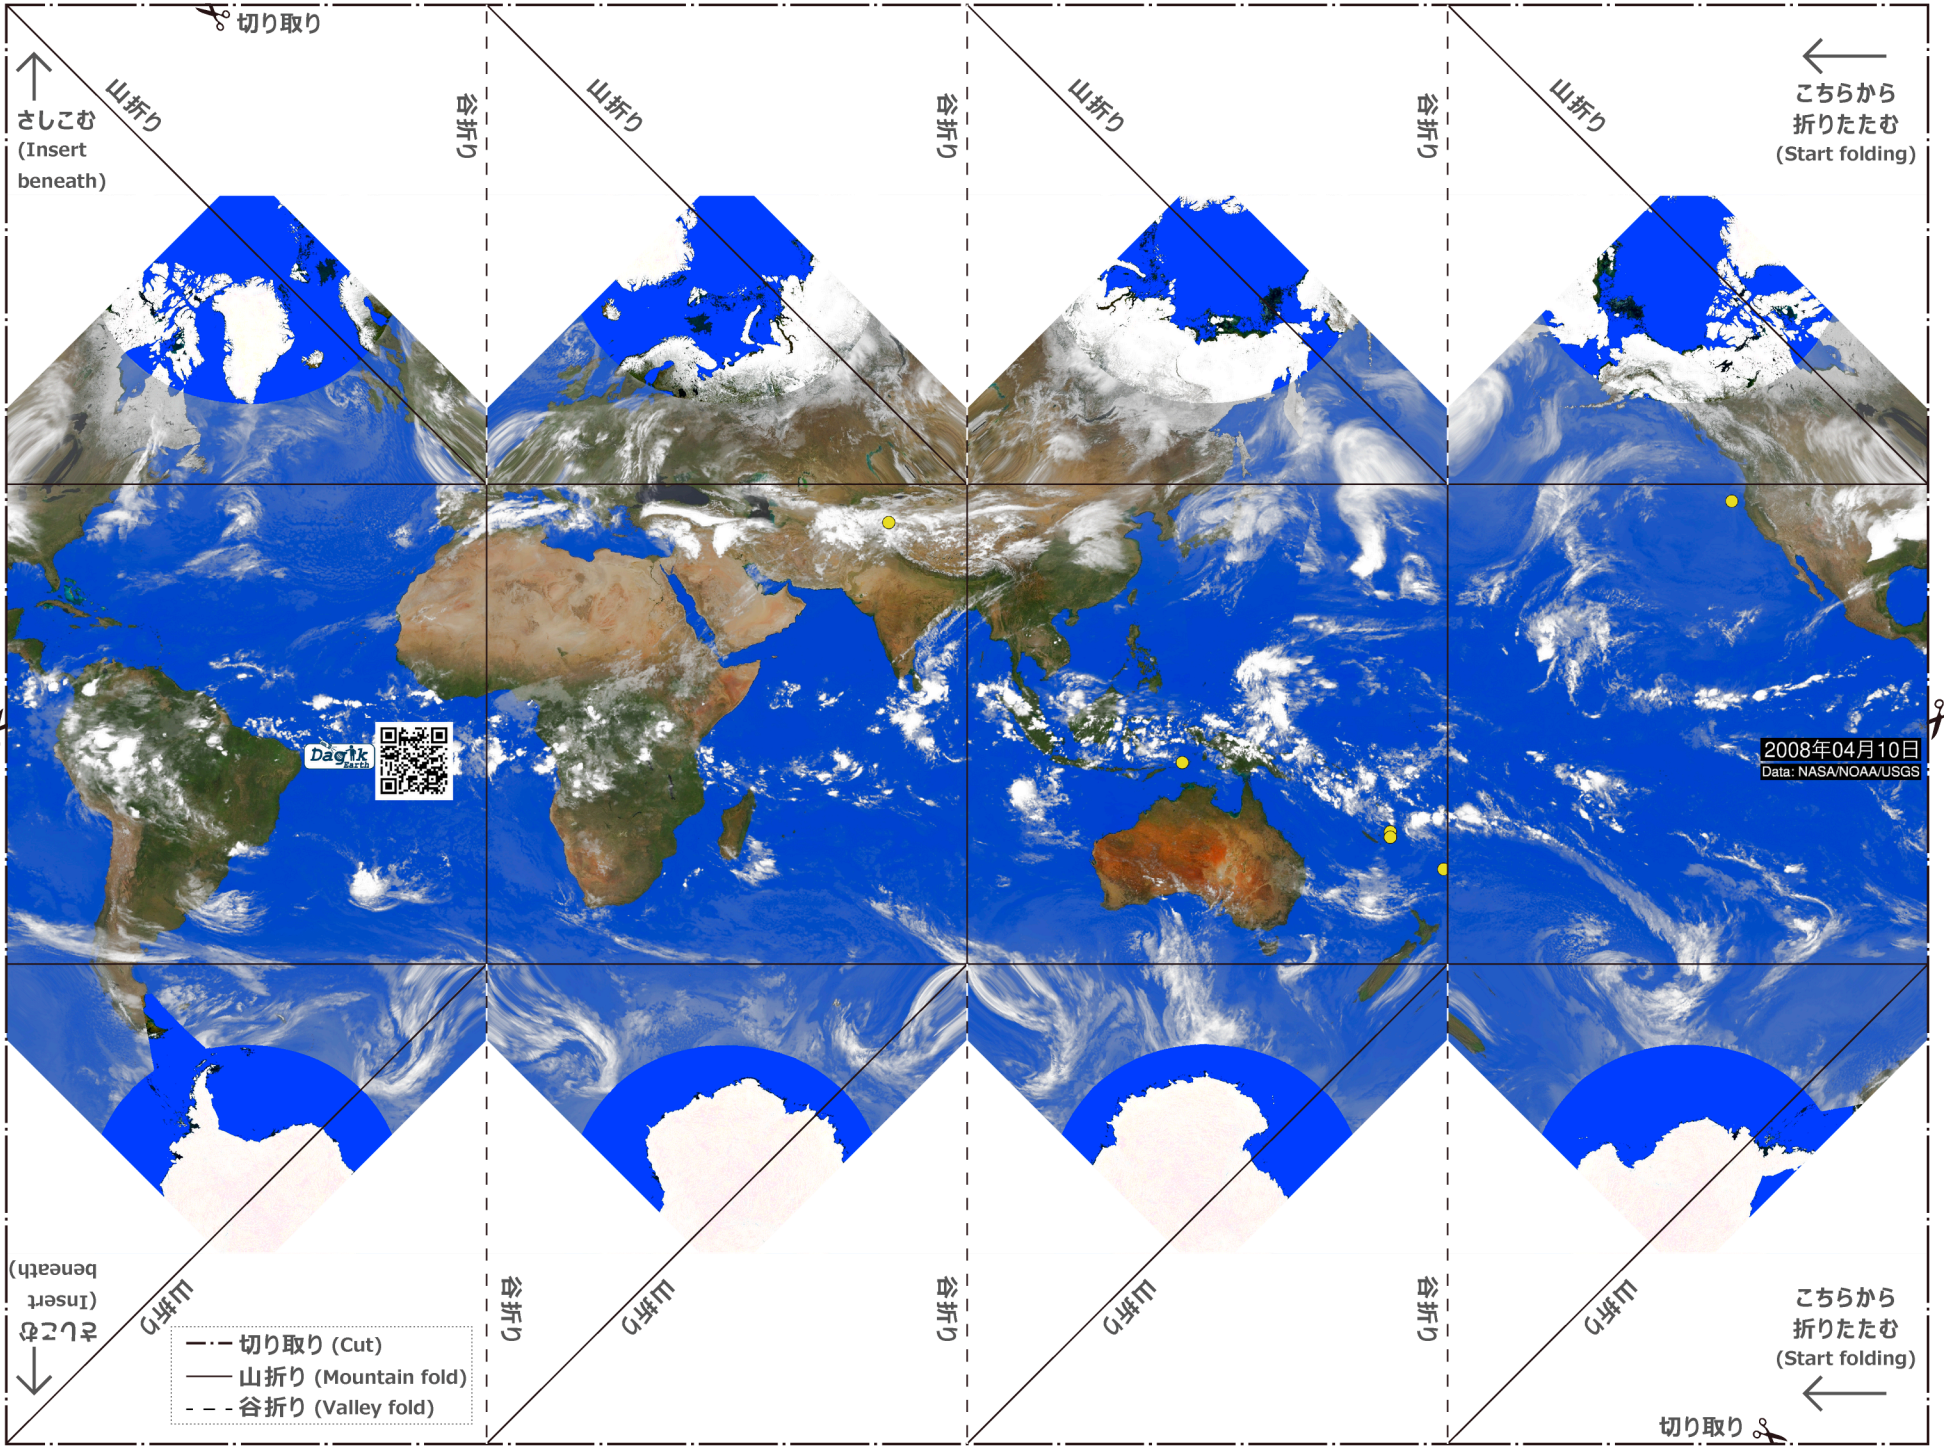 切り取り
さしこむ
(Insert
beneath)
山折り
谷折り
山折り
谷折り
山折り
谷折り
山折り
こちらから
折りたたむ
(Start folding)
Dagik
Earth
2008年04月10日
Data: NASA/NOAA/USGS
さしこむ
(Insert
beneath)
山折り
谷折り
山折り
谷折り
山折り
谷折り
山折り
こちらから
折りたたむ
(Start folding)
切り取り (Cut)
山折り (Mountain fold)
谷折り (Valley fold)
切り取り